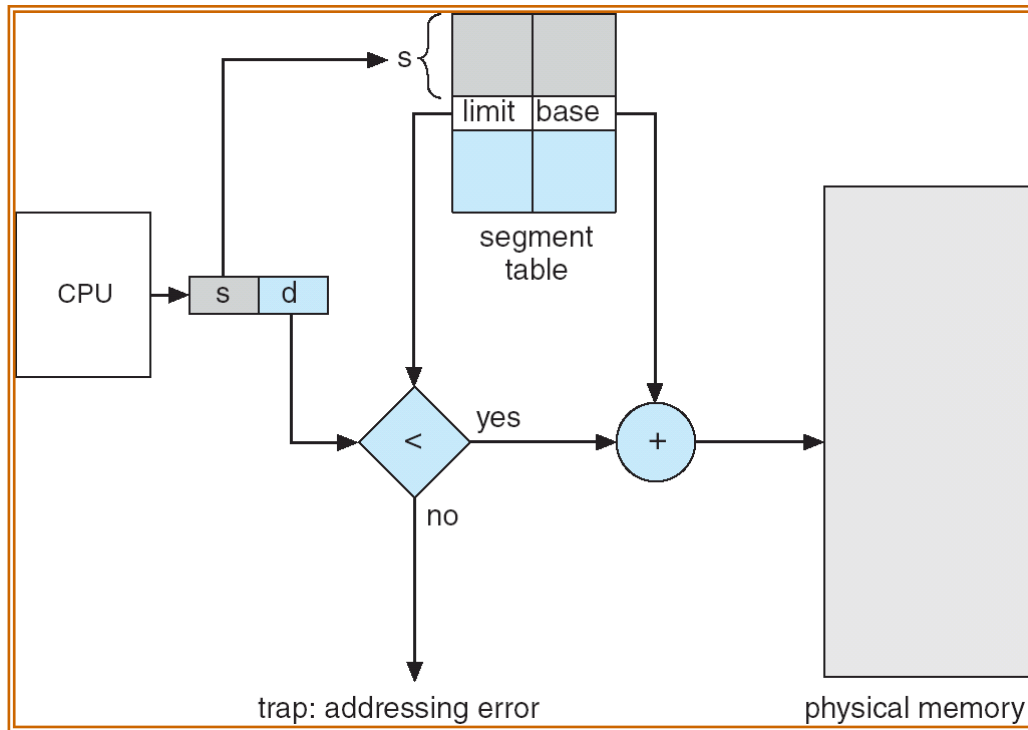 s
limit base
segment
table
CPU
s d
<
yes
+
no
trap: addressing error
physical memory